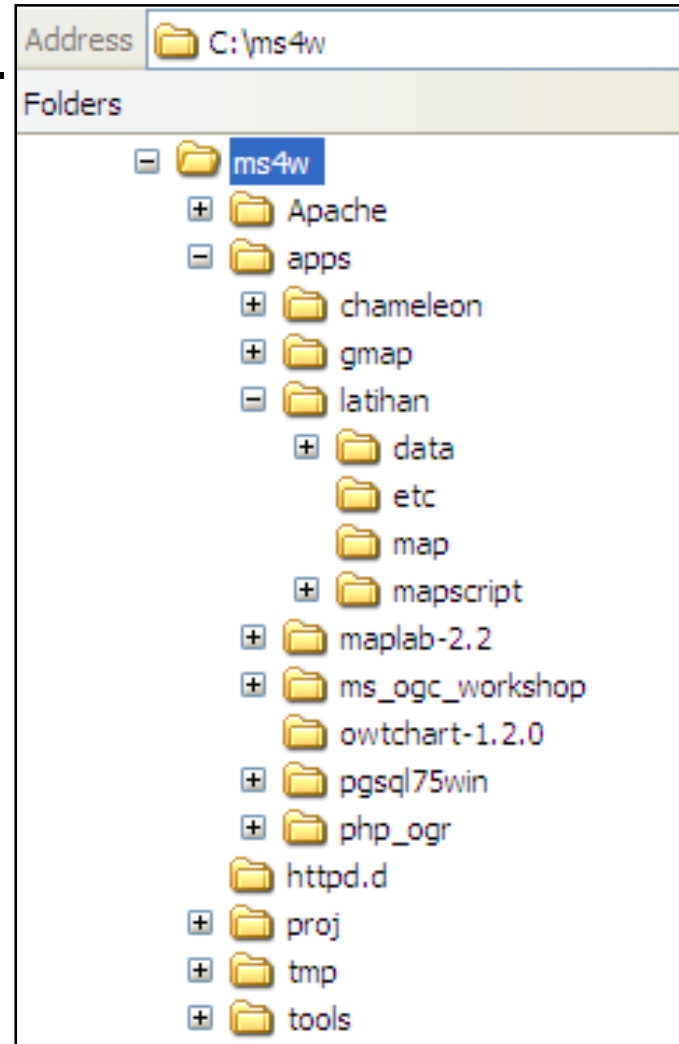 Address C:\ms4w
Folders
ms4w
Apache
apps
chameleon
gmap
latihan
data
etc
map
mapscript
maplab-2.2
ms_ogc_workshop
owtchart-1.2.0
pgsql75win
php_ogr
httpd.d
proj
tmp
tools